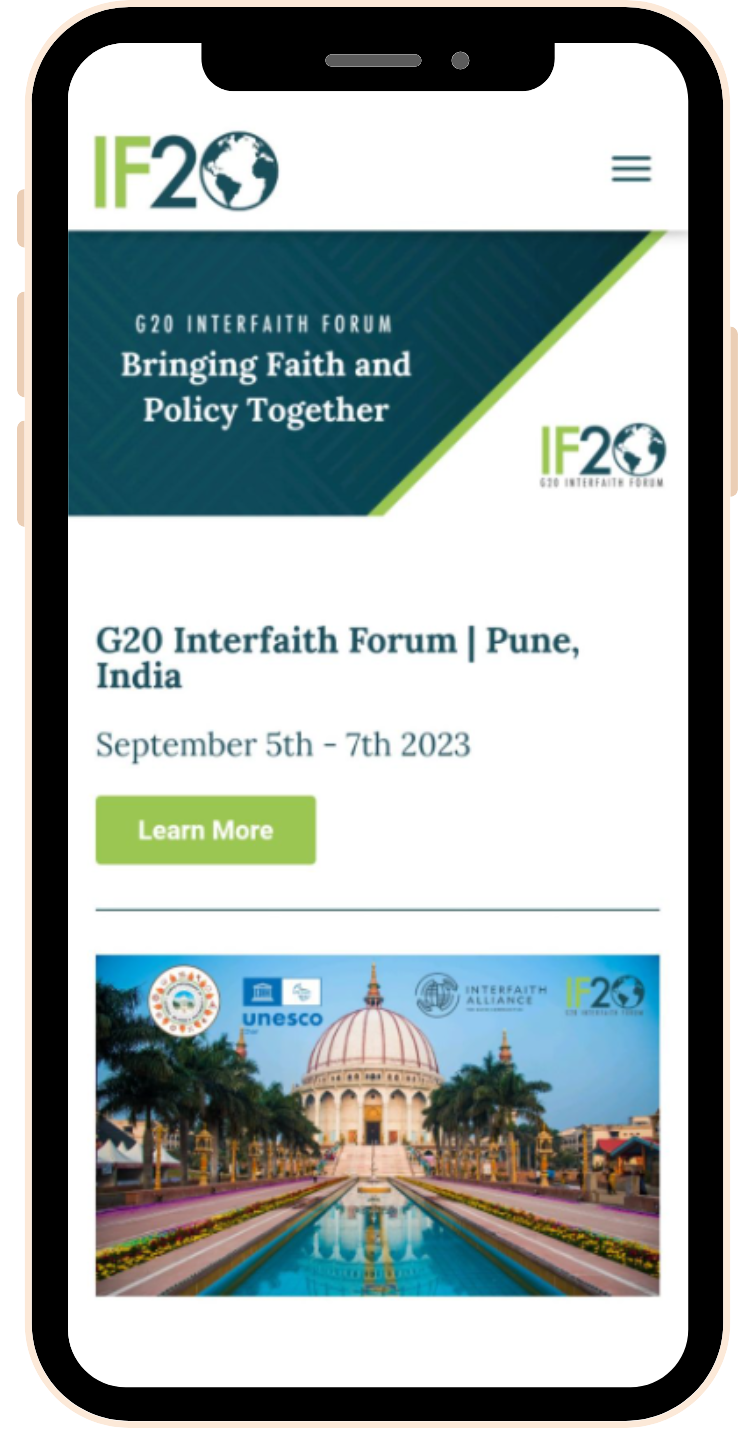 IF20
G20 INTERFAITH FORUM
Bringing Faith and
Policy Together
IF20
G20 INTERFAITH FORUM
G20 Interfaith Forum | Pune,
India
September 5th - 7th 2023
Learn More
unesco
Chair
INTERFAITH
ALLIANCE
IF20
G20 INTERFAITH FORUM